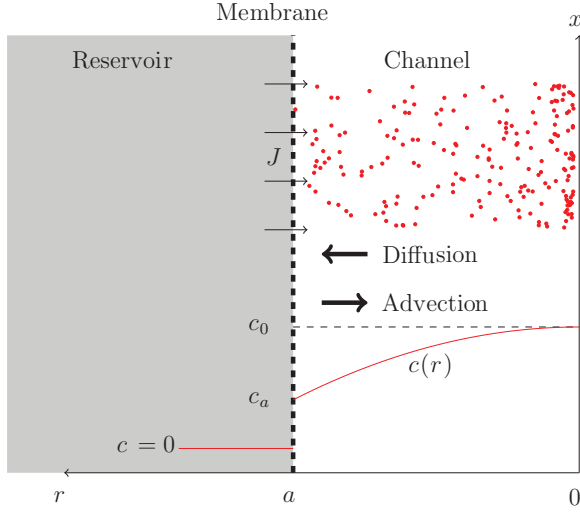 Membrane
x
Reservoir
Channel
J
Diffusion
Advection
c₀
c(r)
cₐ
c = 0
r
a
0